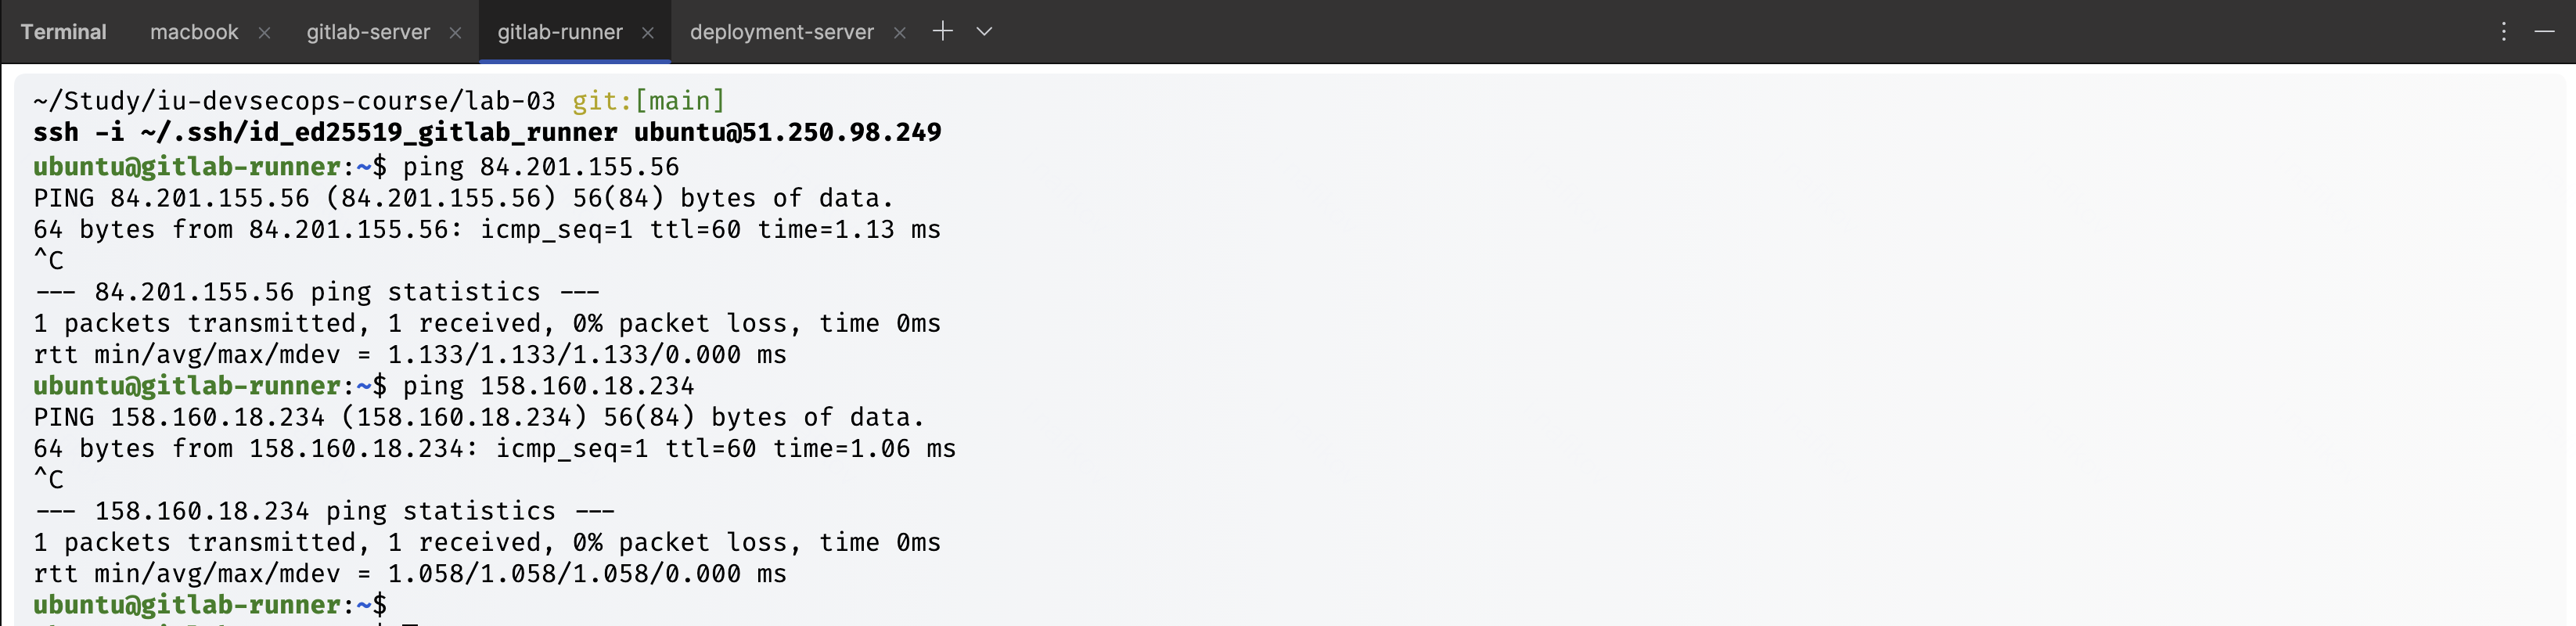 Terminal macbook gitlab-server gitlab-runner deployment-server
~/Study/iu-devsecops-course/lab-03 git:[main]
ssh -i ~/.ssh/id_ed25519_gitlab_runner ubuntu@51.250.98.249
ubuntu@gitlab-runner:~$ ping 84.201.155.56
PING 84.201.155.56 (84.201.155.56) 56(84) bytes of data.
64 bytes from 84.201.155.56: icmp_seq=1 ttl=60 time=1.13 ms
^C
--- 84.201.155.56 ping statistics ---
1 packets transmitted, 1 received, 0% packet loss, time 0ms
rtt min/avg/max/mdev = 1.133/1.133/1.133/0.000 ms
ubuntu@gitlab-runner:~$ ping 158.160.18.234
PING 158.160.18.234 (158.160.18.234) 56(84) bytes of data.
64 bytes from 158.160.18.234: icmp_seq=1 ttl=60 time=1.06 ms
^C
--- 158.160.18.234 ping statistics ---
1 packets transmitted, 1 received, 0% packet loss, time 0ms
rtt min/avg/max/mdev = 1.058/1.058/1.058/0.000 ms
ubuntu@gitlab-runner:~$